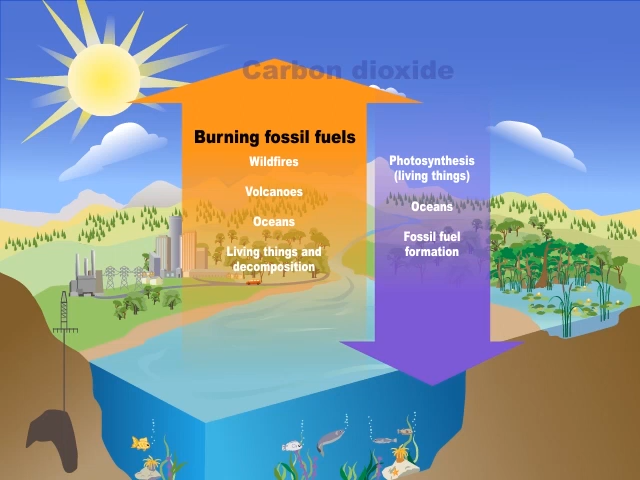 Carbon dioxide
Burning fossil fuels
Wildfires
Volcanoes
Oceans
Living things and
decomposition
Photosynthesis
(living things)
Oceans
Fossil fuel
formation